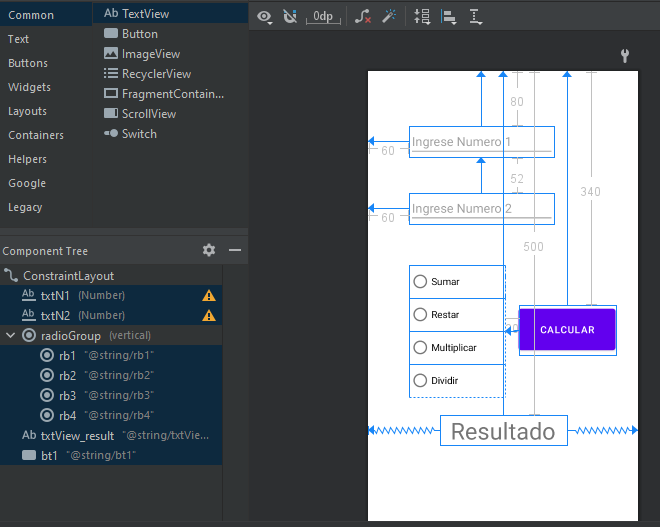 Common
Text
Buttons
Widgets
Layouts
Containers
Helpers
Google
Legacy
Ab TextView
Button
ImageView
RecyclerView
FragmentContain...
ScrollView
Switch
Component Tree
ConstraintLayout
Ab txtN1 (Number)
Ab txtN2 (Number)
radioGroup (vertical)
rb1 "@string/rb1"
rb2 "@string/rb2"
rb3 "@string/rb3"
rb4 "@string/rb4"
Ab txtView_result "@string/txtVie...
bt1 "@string/bt1"
0dp
80
60
Ingrese Numero 1
52
340
60
Ingrese Numero 2
500
Sumar
Restar
Multiplicar
Dividir
CALCULAR
Resultado